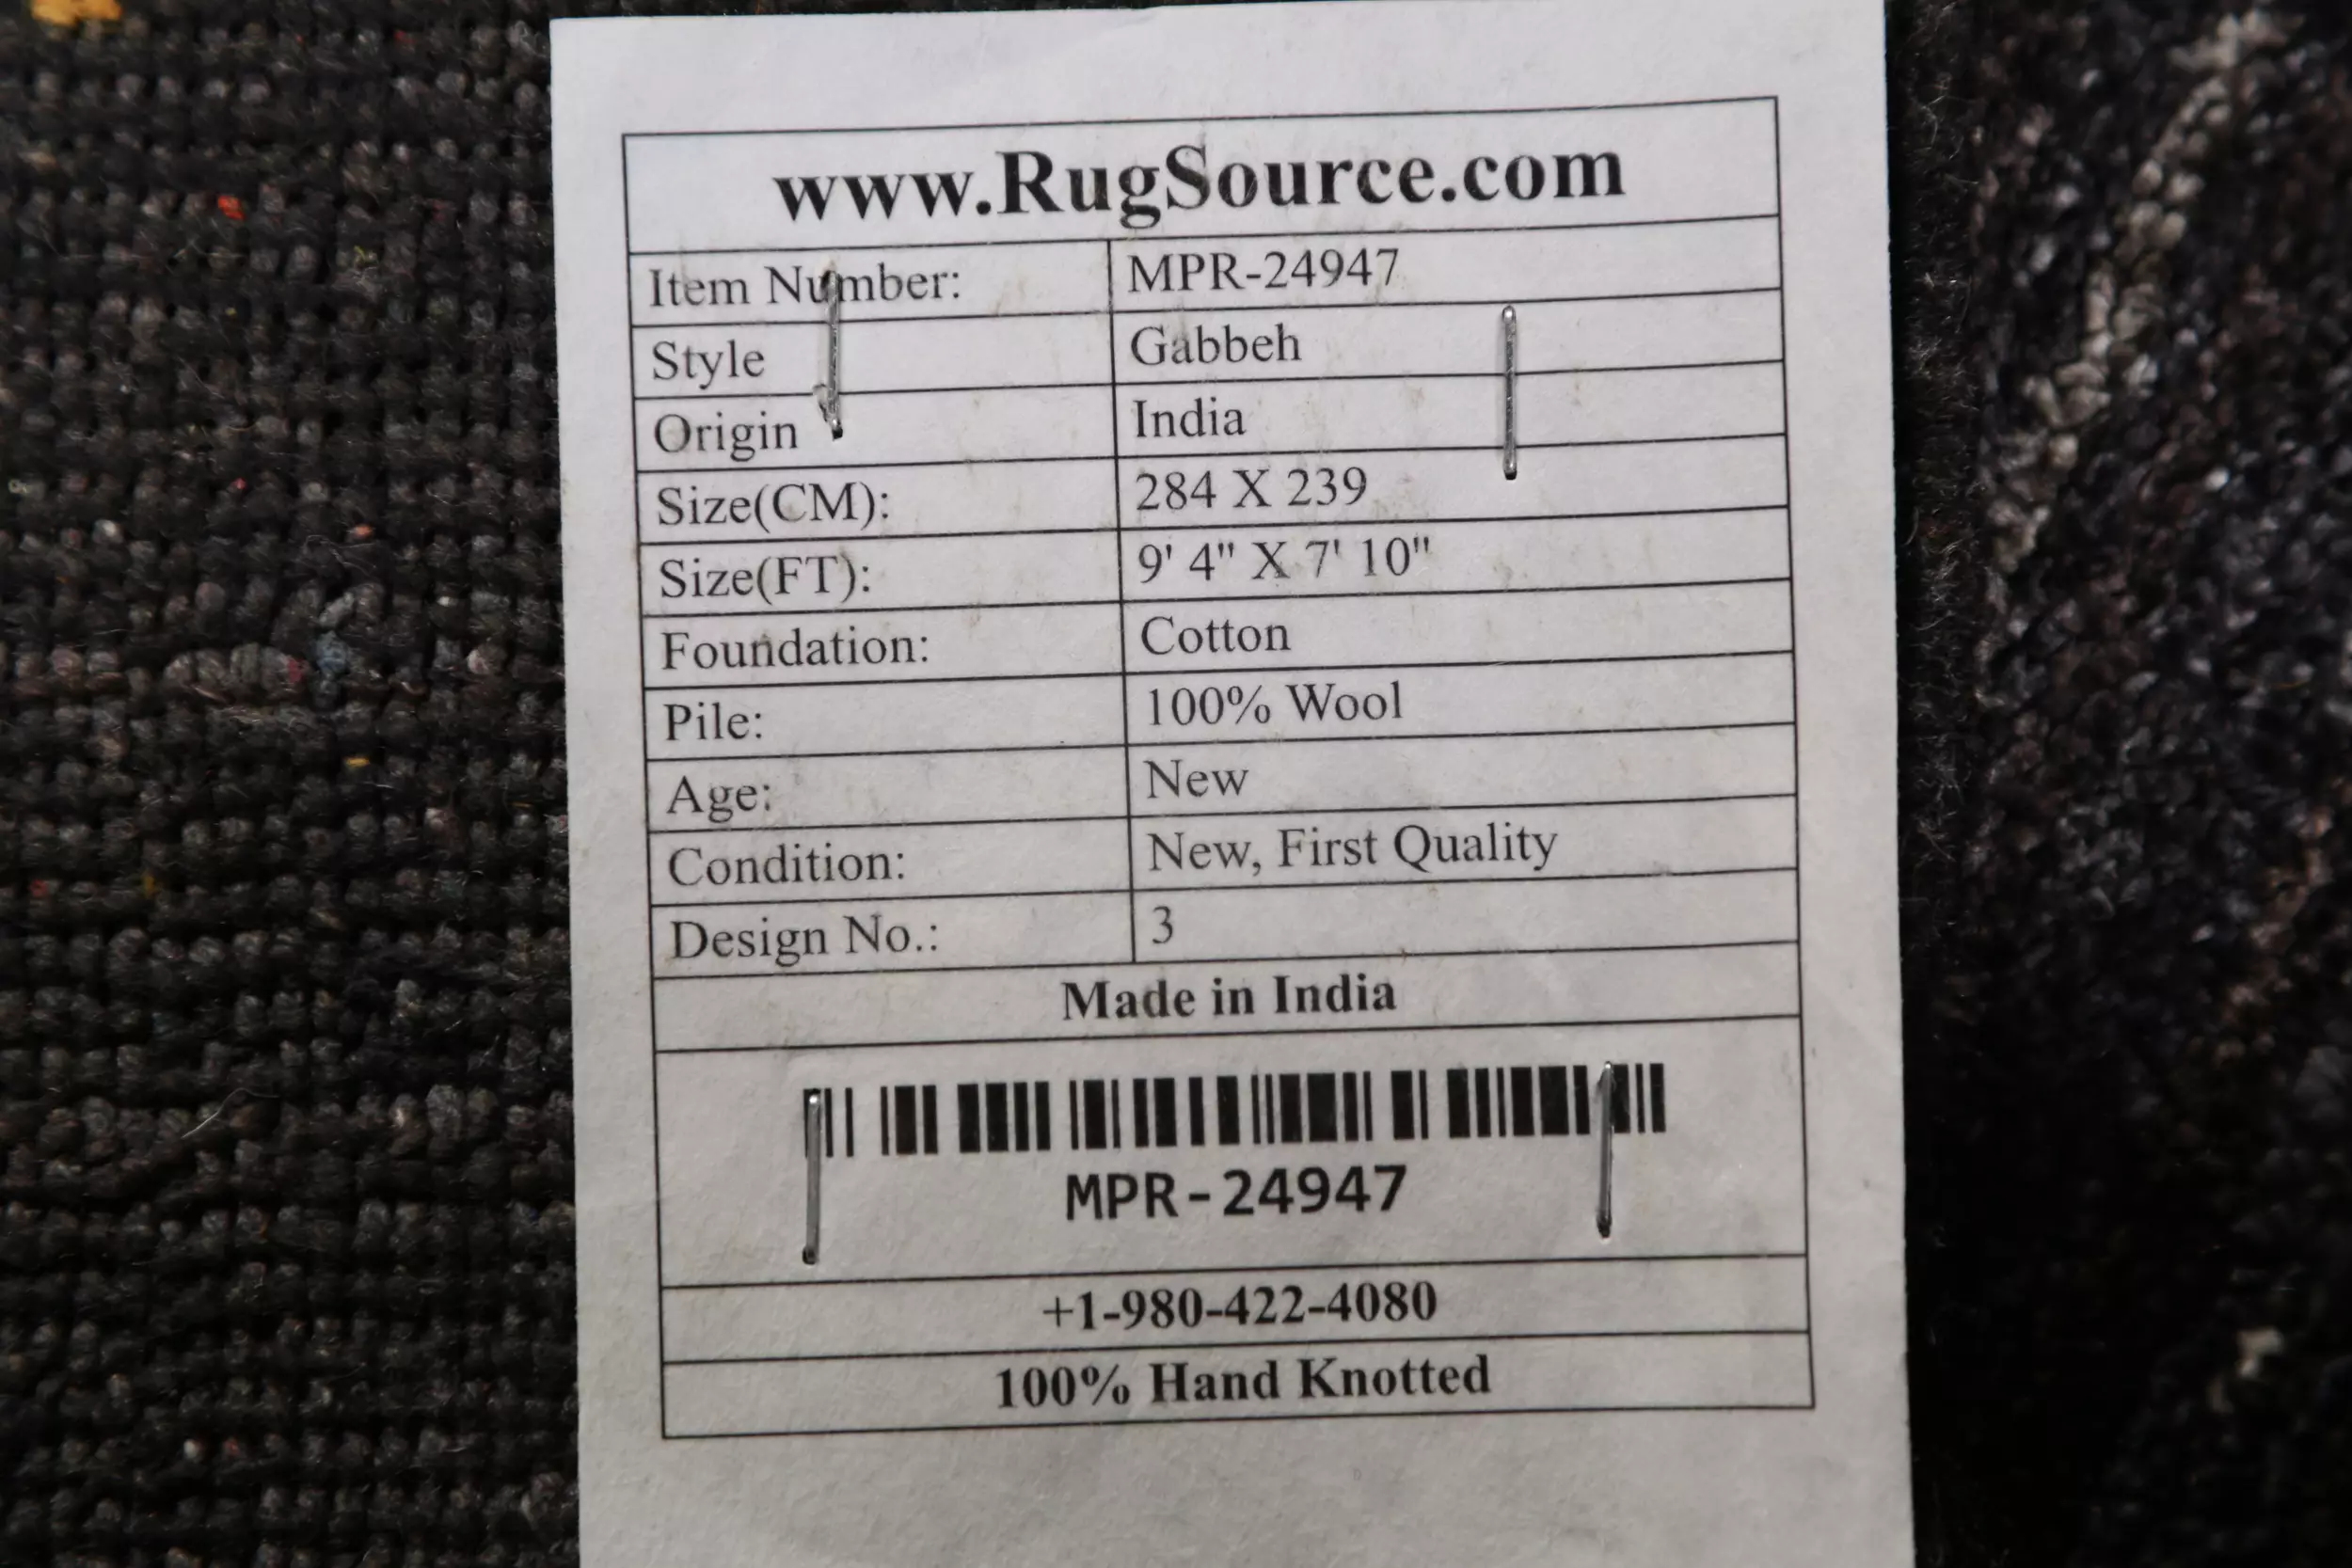 www.RugSource.com
Item Number: MPR-24947
Style Gabbeh
Origin India
Size(CM): 284 X 239
Size(FT): 9' 4" X 7' 10"
Foundation: Cotton
Pile: 100% Wool
Age: New
Condition: New, First Quality
Design No.: 3
Made in India
MPR-24947
+1-980-422-4080
100% Hand Knotted